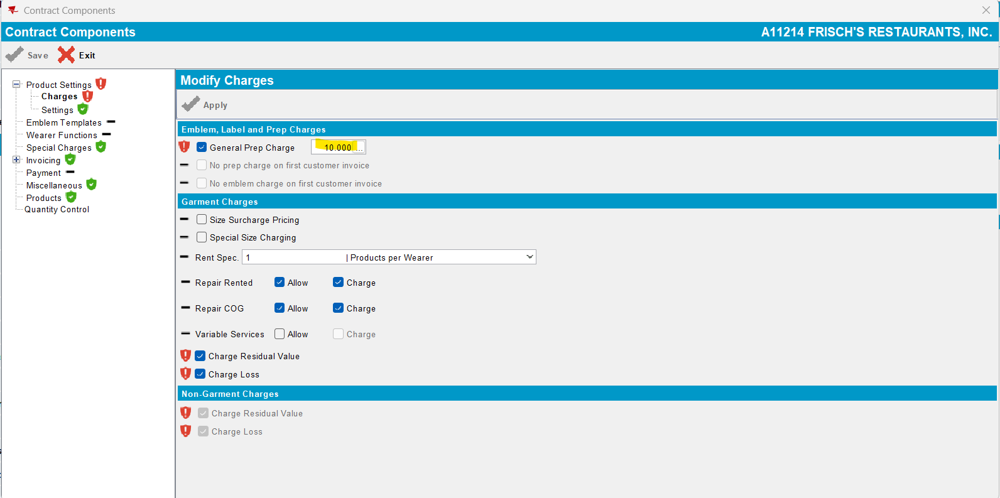 Contract Components
Contract Components A11214 FRISCH'S RESTAURANTS, INC.
Save Exit
Product Settings
Charges
Settings
Emblem Templates
Wearer Functions
Special Charges
Invoicing
Payment
Miscellaneous
Products
Quantity Control
Modify Charges
Apply
Emblem, Label and Prep Charges
General Prep Charge 10.000 ...
No prep charge on first customer invoice
No emblem charge on first customer invoice
Garment Charges
Size Surcharge Pricing
Special Size Charging
Rent Spec. 1 | Products per Wearer
Repair Rented Allow Charge
Repair COG Allow Charge
Variable Services Allow Charge
Charge Residual Value
Charge Loss
Non-Garment Charges
Charge Residual Value
Charge Loss